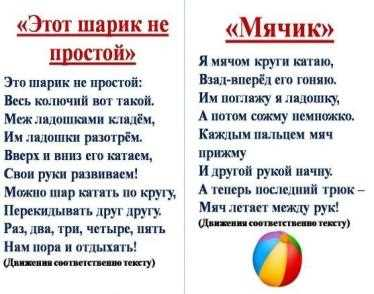 «Этот шарик не
простой»
Это шарик не простой:
Весь колючий вот такой.
Меж ладошками кладём,
Им ладошки разотрём.
Вверх и вниз его катаем,
Свои руки развиваем!
Можно шар катать по кругу,
Перекидывать друг другу.
Раз, два, три, четыре, пять
Нам пора и отдыхать!
(Движения соответственно тексту)
«Мячик»
Я мячом круги катаю,
Взад-вперёд его гоняю.
Им поглажу я ладошку,
А потом сожму немножко.
Каждым пальцем мяч
прижму
И другой рукой начну.
А теперь последний трюк –
Мяч летает между рук!
(Движения соответственно тексту)